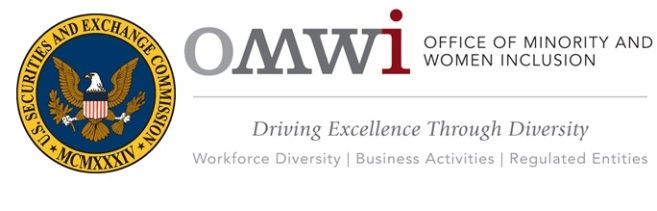 U.S. SECURITIES AND EXCHANGE COMMISSION
MCMXXXIV
OMWi
OFFICE OF MINORITY AND
WOMEN INCLUSION
Driving Excellence Through Diversity
Workforce Diversity | Business Activities | Regulated Entities